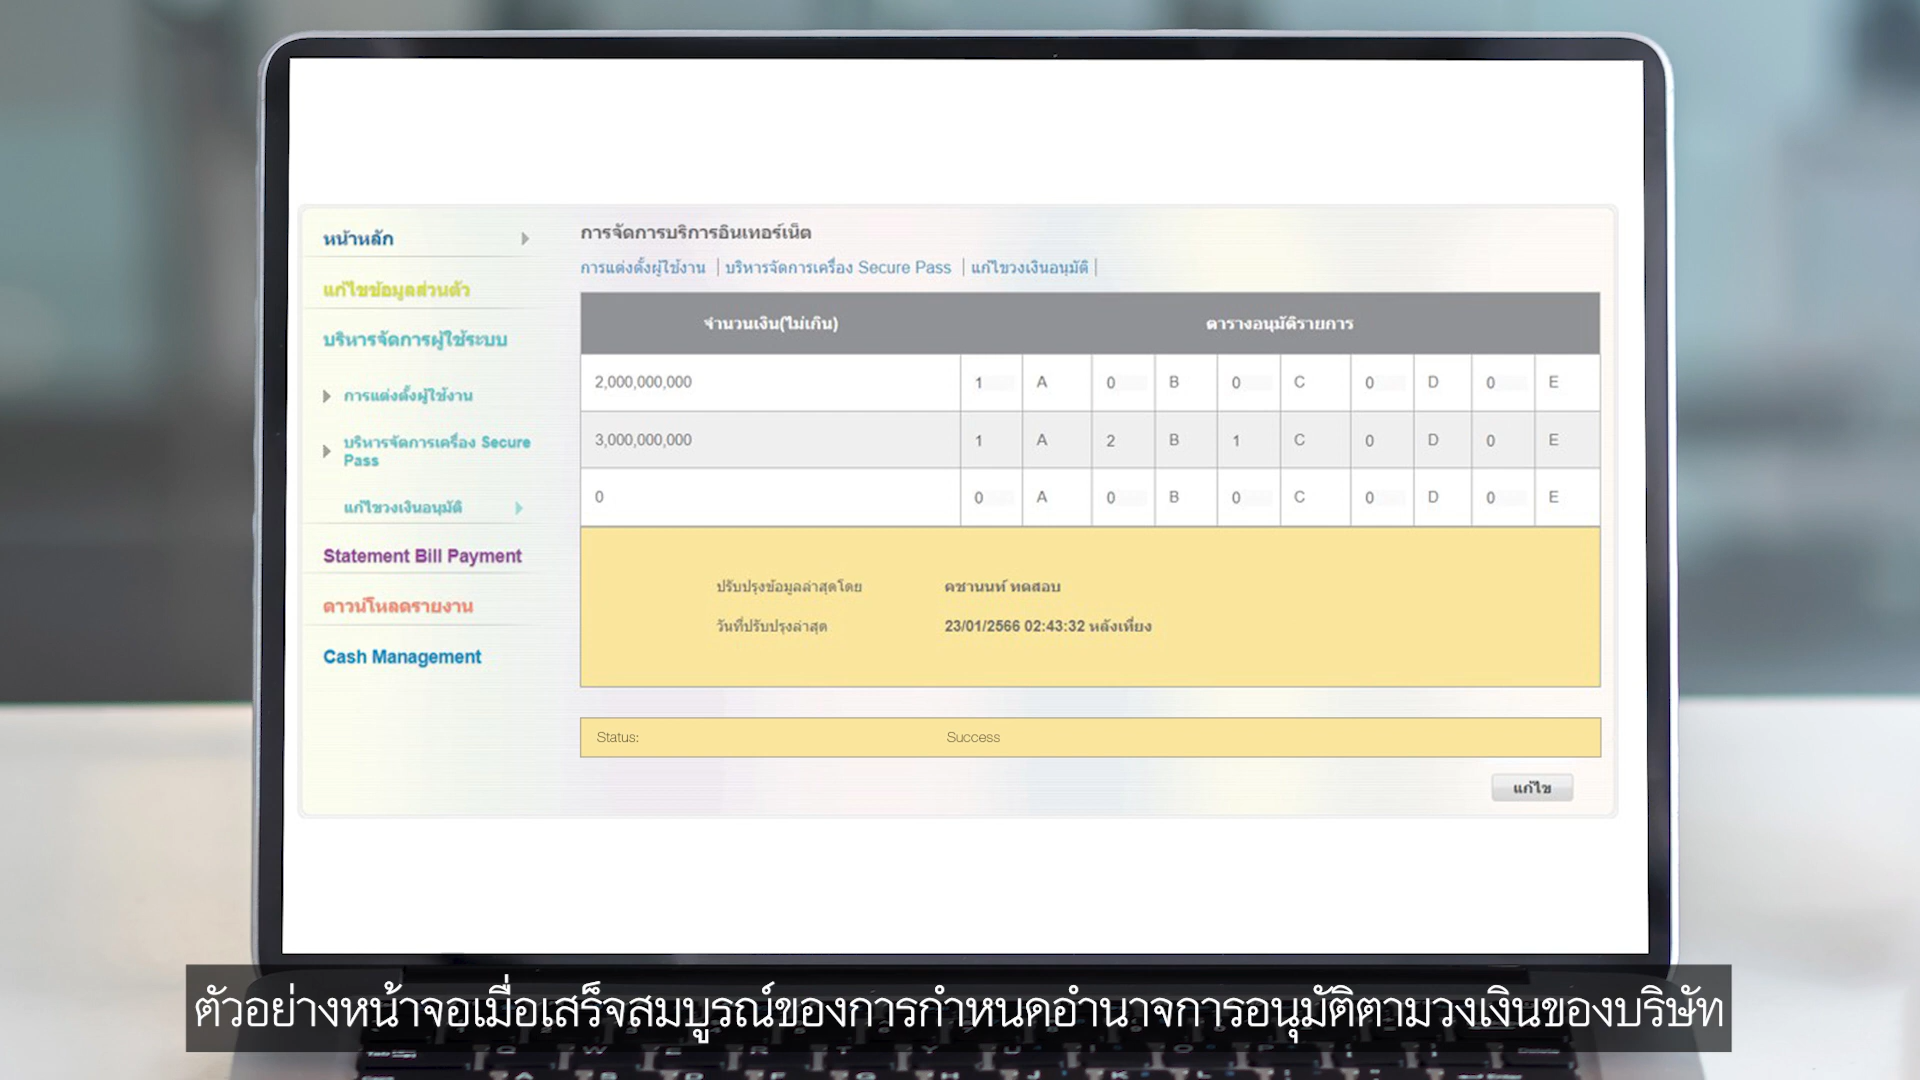 หน้าหลัก
แก้ไขข้อมูลส่วนตัว
บริหารจัดการผู้ใช้ระบบ
การแต่งตั้งผู้ใช้งาน
บริหารจัดการเครื่อง Secure
Pass
แก้ไขวงเงินอนุมัติ
Statement Bill Payment
ดาวน์โหลดรายงาน
Cash Management
การจัดการบริการอินเทอร์เน็ต
การแต่งตั้งผู้ใช้งาน | บริหารจัดการเครื่อง Secure Pass | แก้ไขวงเงินอนุมัติ |
จำนวนเงิน(ไม่เกิน) ตารางอนุมัติรายการ
2,000,000,000 1 A 0 B 0 C 0 D 0 E
3,000,000,000 1 A 2 B 1 C 0 D 0 E
0 0 A 0 B 0 C 0 D 0 E
ปรับปรุงข้อมูลล่าสุดโดย คชานนท์ ทดสอบ
วันที่ปรับปรุงล่าสุด 23/01/2566 02:43:32 หลังเที่ยง
Status: Success
แก้ไข
ตัวอย่างหน้าจอเมื่อเสร็จสมบูรณ์ของการกำหนดอำนาจการอนุมัติตามวงเงินของบริษัท